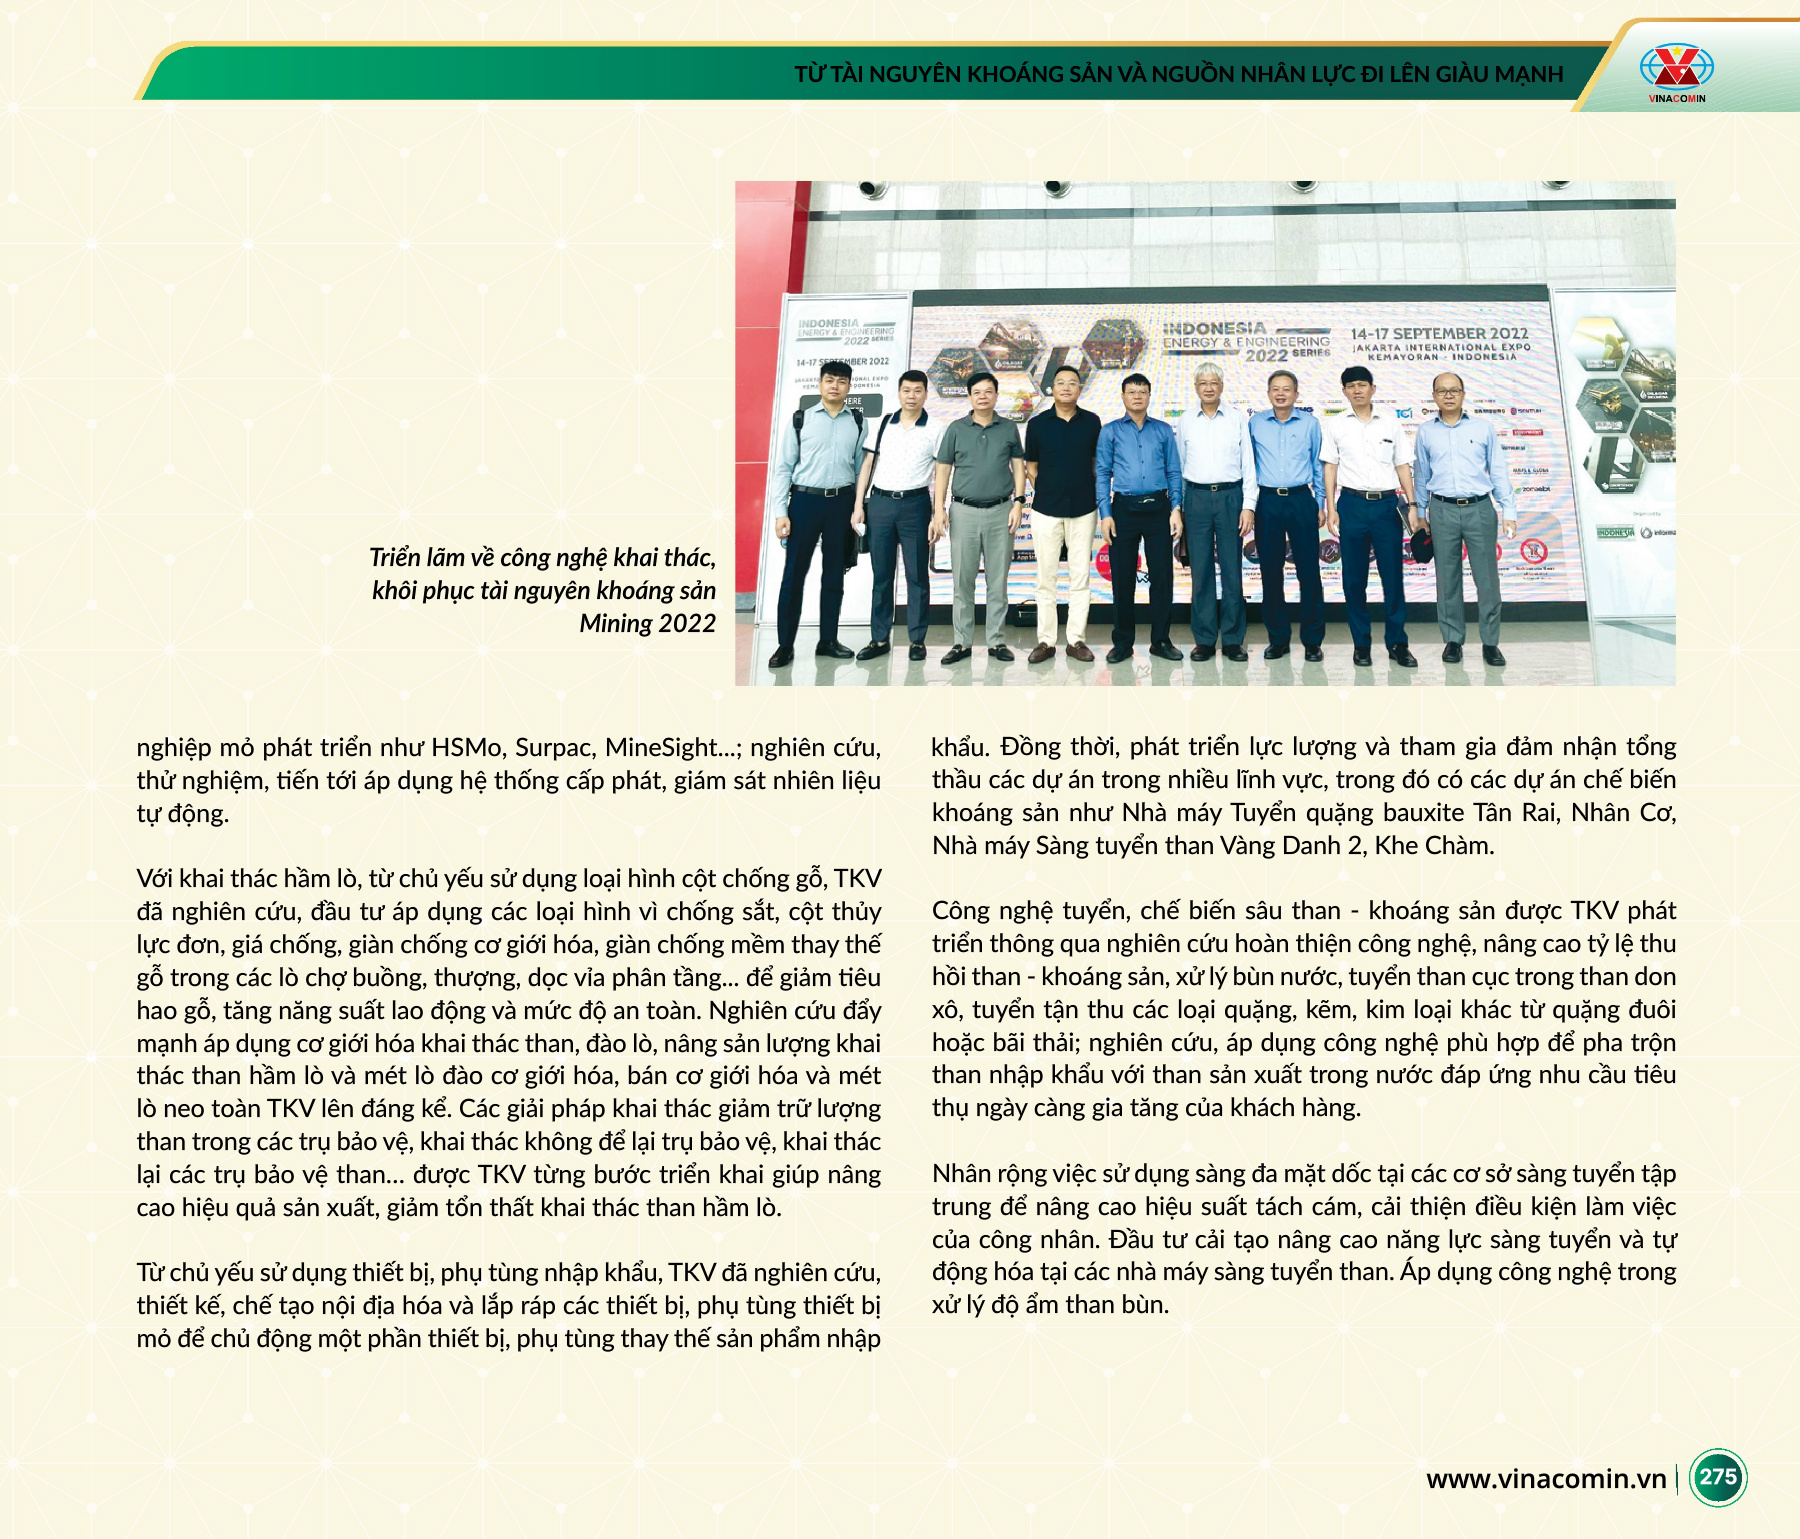 TỪ TÀI NGUYÊN KHOÁNG SẢN VÀ NGUỒN NHÂN LỰC ĐI LÊN GIÀU MẠNH
VINACOMIN
INDONESIA
ENERGY & ENGINEERING
2022 SERIES
14-17 SEPTEMBER 2022
INDONESIA
ENERGY & ENGINEERING
2022 SERIES
14-17 SEPTEMBER 2022
JAKARTA INTERNATIONAL EXPO
KEMAYORAN - INDONESIA
Triển lãm về công nghệ khai thác,
khôi phục tài nguyên khoáng sản
Mining 2022
nghiệp mỏ phát triển như HSMo, Surpac, MineSight...; nghiên cứu,
thử nghiệm, tiến tới áp dụng hệ thống cấp phát, giám sát nhiên liệu
tự động.
Với khai thác hầm lò, từ chủ yếu sử dụng loại hình cột chống gỗ, TKV
đã nghiên cứu, đầu tư áp dụng các loại hình vì chống sắt, cột thủy
lực đơn, giá chống, giàn chống cơ giới hóa, giàn chống mềm thay thế
gỗ trong các lò chợ buồng, thượng, dọc vỉa phân tầng... để giảm tiêu
hao gỗ, tăng năng suất lao động và mức độ an toàn. Nghiên cứu đẩy
mạnh áp dụng cơ giới hóa khai thác than, đào lò, nâng sản lượng khai
thác than hầm lò và mét lò đào cơ giới hóa, bán cơ giới hóa và mét
lò neo toàn TKV lên đáng kể. Các giải pháp khai thác giảm trữ lượng
than trong các trụ bảo vệ, khai thác không để lại trụ bảo vệ, khai thác
lại các trụ bảo vệ than... được TKV từng bước triển khai giúp nâng
cao hiệu quả sản xuất, giảm tổn thất khai thác than hầm lò.
Từ chủ yếu sử dụng thiết bị, phụ tùng nhập khẩu, TKV đã nghiên cứu,
thiết kế, chế tạo nội địa hóa và lắp ráp các thiết bị, phụ tùng thiết bị
mỏ để chủ động một phần thiết bị, phụ tùng thay thế sản phẩm nhập
khẩu. Đồng thời, phát triển lực lượng và tham gia đảm nhận tổng
thầu các dự án trong nhiều lĩnh vực, trong đó có các dự án chế biến
khoáng sản như Nhà máy Tuyển quặng bauxite Tân Rai, Nhân Cơ,
Nhà máy Sàng tuyển than Vàng Danh 2, Khe Chàm.
Công nghệ tuyển, chế biến sâu than - khoáng sản được TKV phát
triển thông qua nghiên cứu hoàn thiện công nghệ, nâng cao tỷ lệ thu
hồi than - khoáng sản, xử lý bùn nước, tuyển than cục trong than don
xô, tuyển tận thu các loại quặng, kẽm, kim loại khác từ quặng đuôi
hoặc bãi thải; nghiên cứu, áp dụng công nghệ phù hợp để pha trộn
than nhập khẩu với than sản xuất trong nước đáp ứng nhu cầu tiêu
thụ ngày càng gia tăng của khách hàng.
Nhân rộng việc sử dụng sàng đa mặt dốc tại các cơ sở sàng tuyển tập
trung để nâng cao hiệu suất tách cám, cải thiện điều kiện làm việc
của công nhân. Đầu tư cải tạo nâng cao năng lực sàng tuyển và tự
động hóa tại các nhà máy sàng tuyển than. Áp dụng công nghệ trong
xử lý độ ẩm than bùn.
www.vinacomin.vn
275